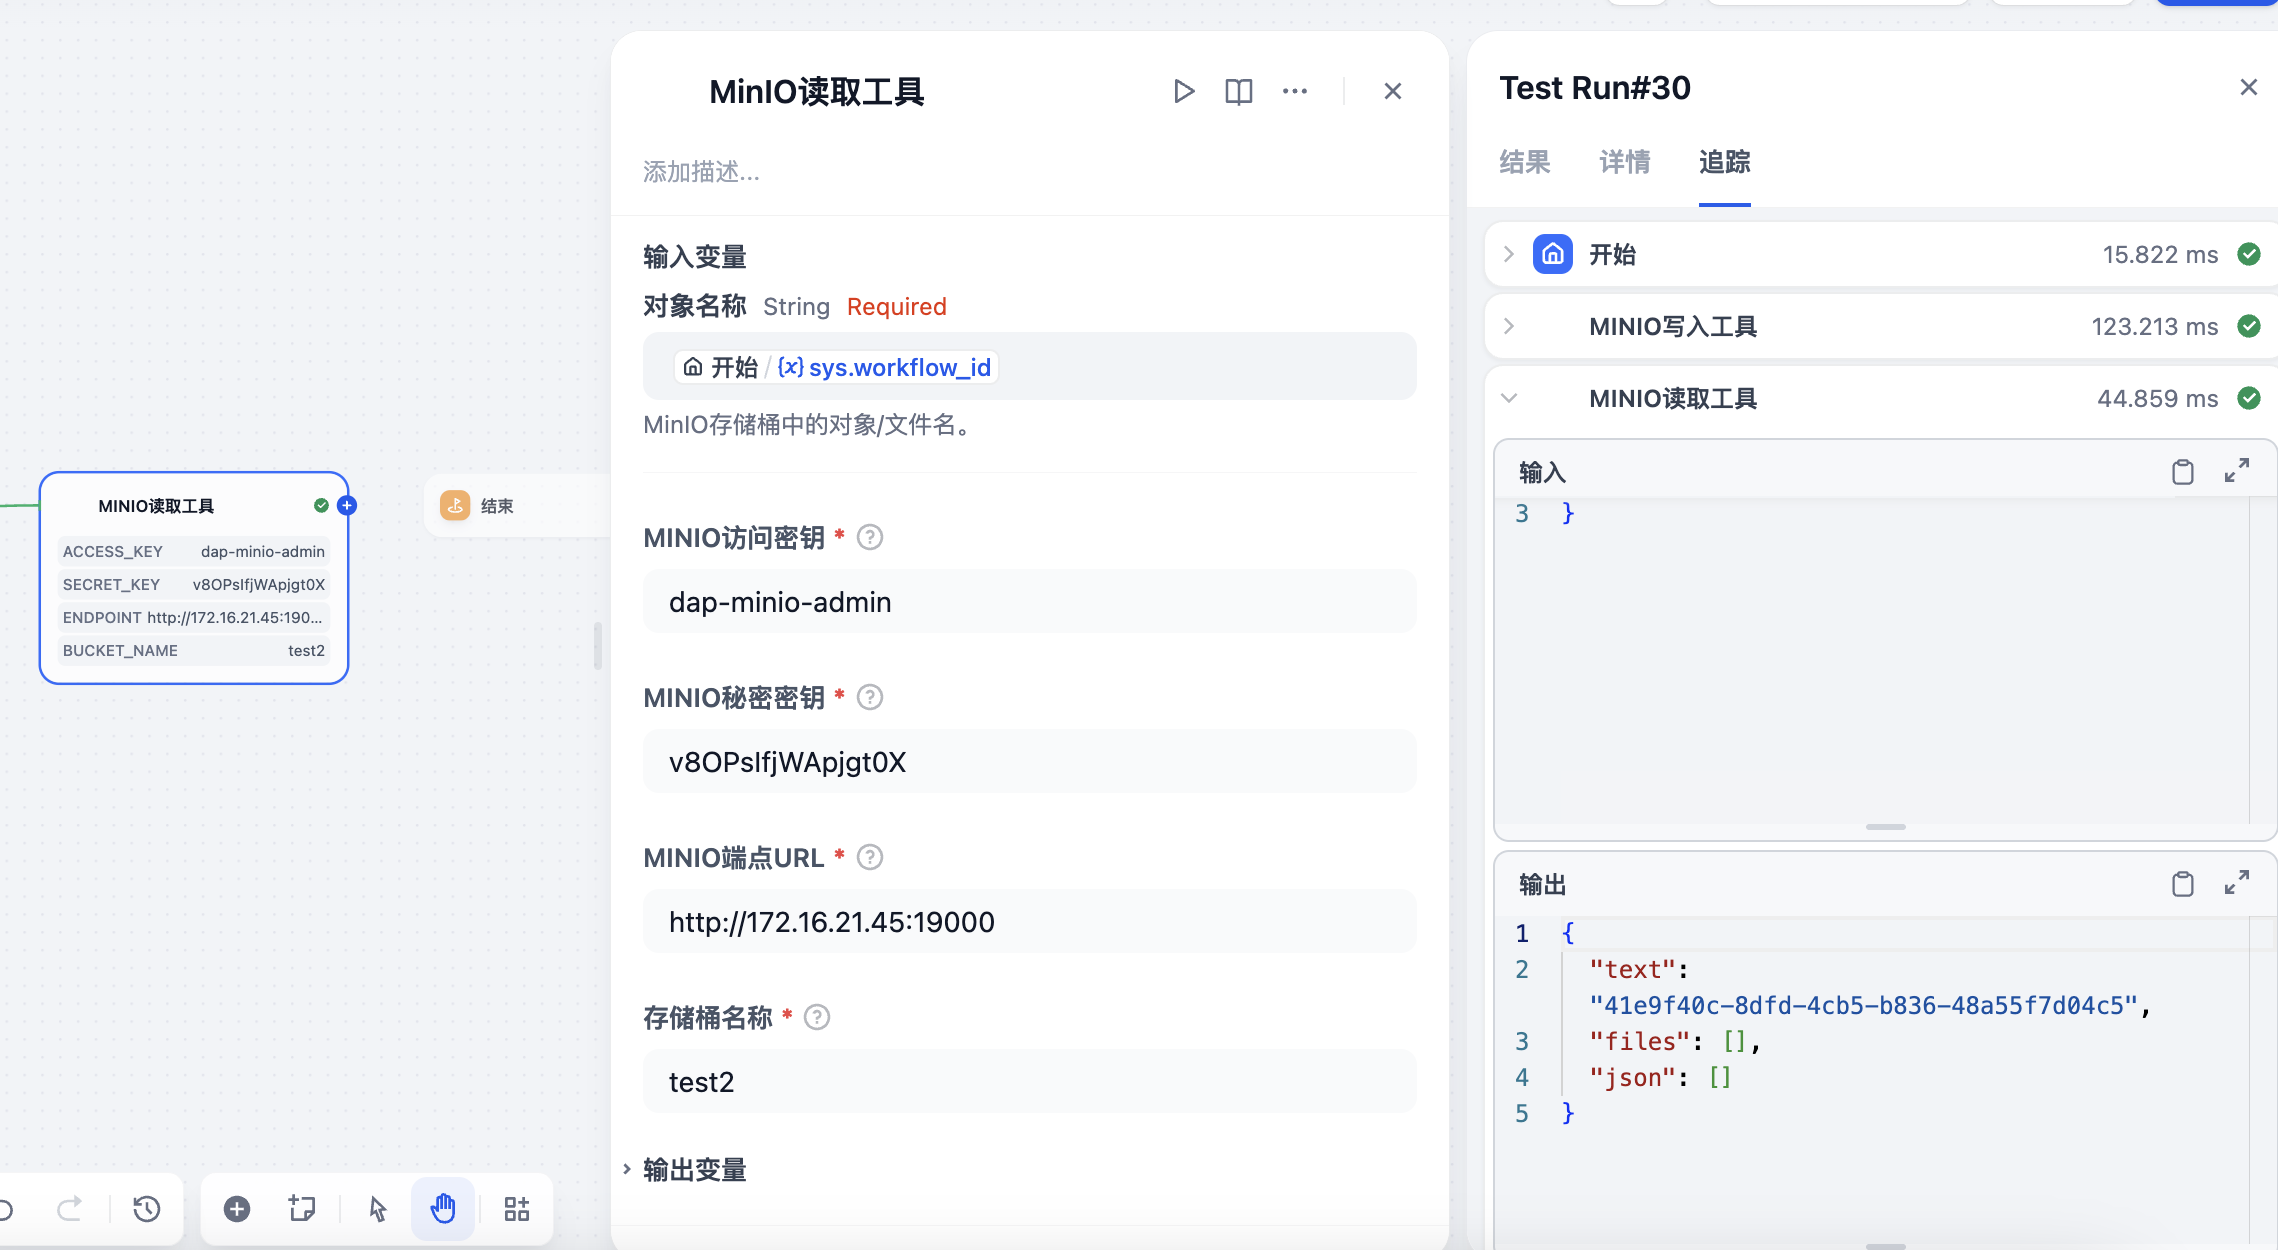 MINIO读取工具
ACCESS_KEY dap-minio-admin
SECRET_KEY v8OPsIfjWApjgt0X
ENDPOINT http://172.16.21.45:190...
BUCKET_NAME test2
结束
MinIO读取工具
添加描述...
输入变量
对象名称 String Required
开始 / {x} sys.workflow_id
MinIO存储桶中的对象/文件名。
MINIO访问密钥 *
dap-minio-admin
MINIO秘密密钥 *
v8OPsIfjWApjgt0X
MINIO端点URL *
http://172.16.21.45:19000
存储桶名称 *
test2
输出变量
Test Run#30
结果 详情 追踪
开始 15.822 ms
MINIO写入工具 123.213 ms
MINIO读取工具 44.859 ms
输入
3 }
输出
1 {
2 "text":
"41e9f40c-8dfd-4cb5-b836-48a55f7d04c5",
3 "files": [],
4 "json": []
5 }